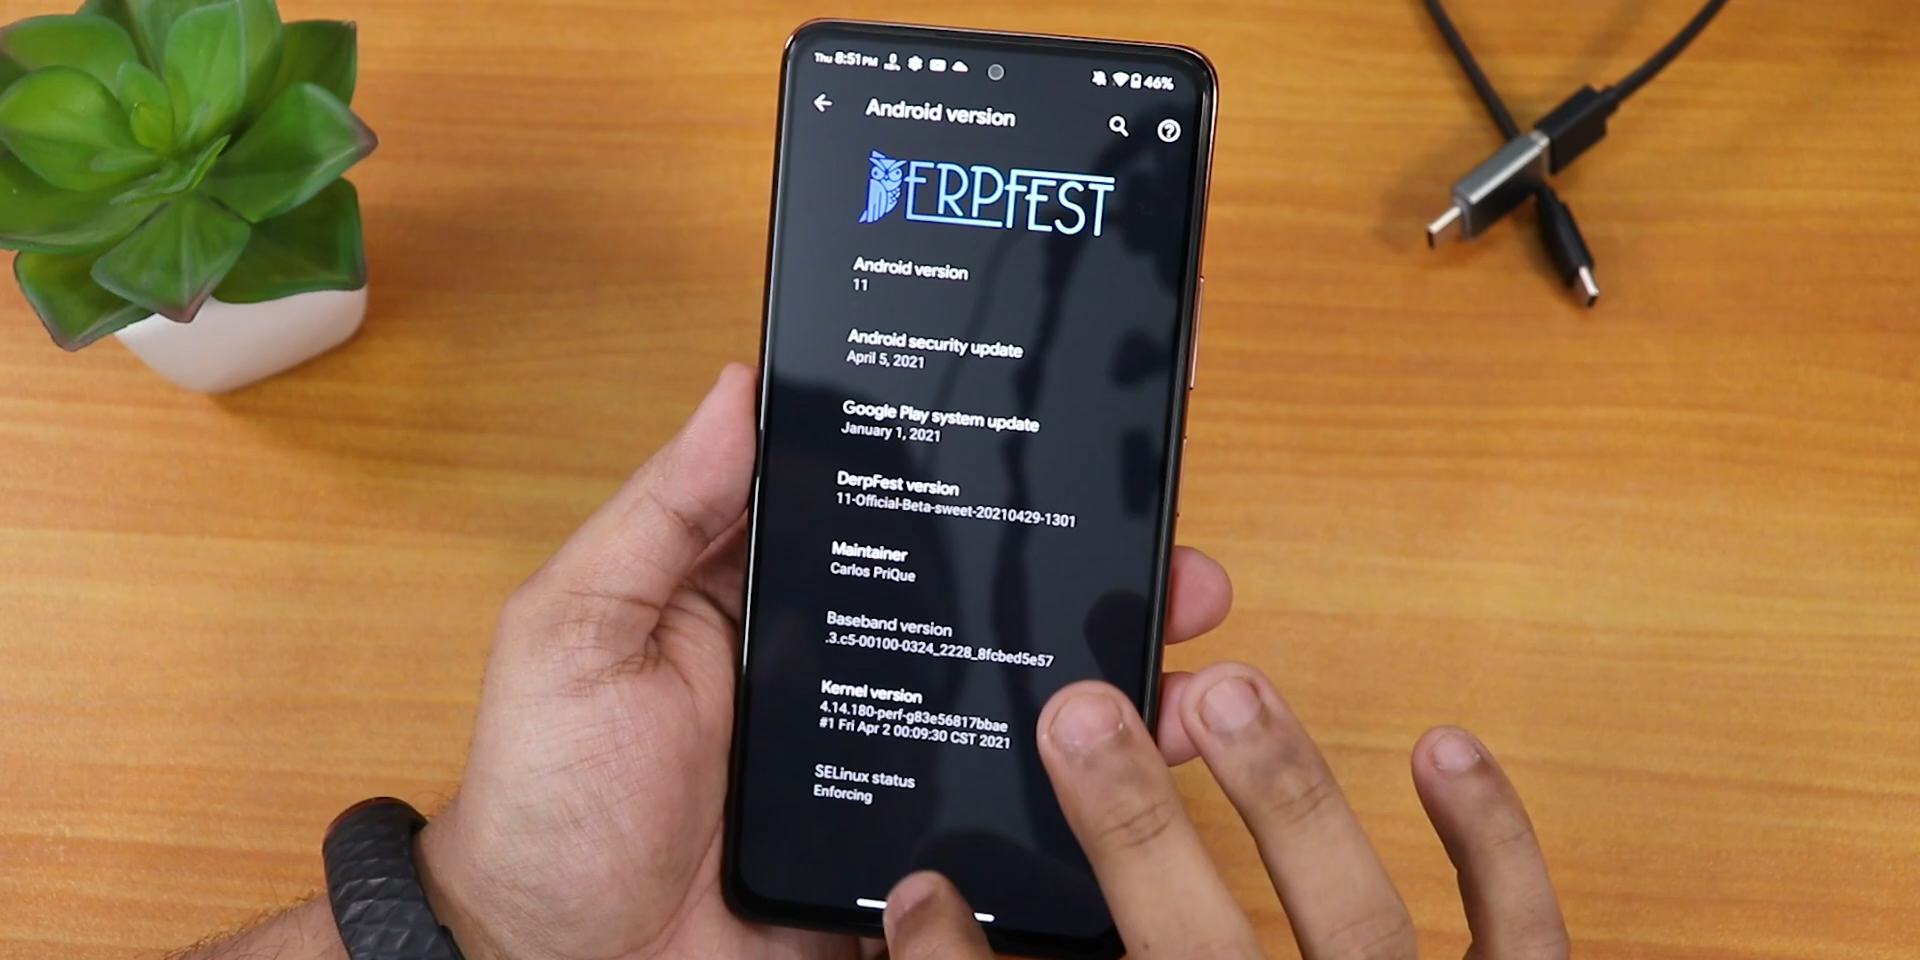 Thu 8:51PM 0 46%
Android version
ERPFEST
Android version
11
Android security update
April 5, 2021
Google Play system update
January 1, 2021
DerpFest version
11-Official-Beta-sweet-20210429-1301
Maintainer
Carlos PriQue
Baseband version
.3.c5-00100-0324_2228_8fcbed5e57
Kernel version
4.14.180-perf-g83e56817bbae
#1 Fri Apr 2 00:09:30 CST 2021
SELinux status
Enforcing